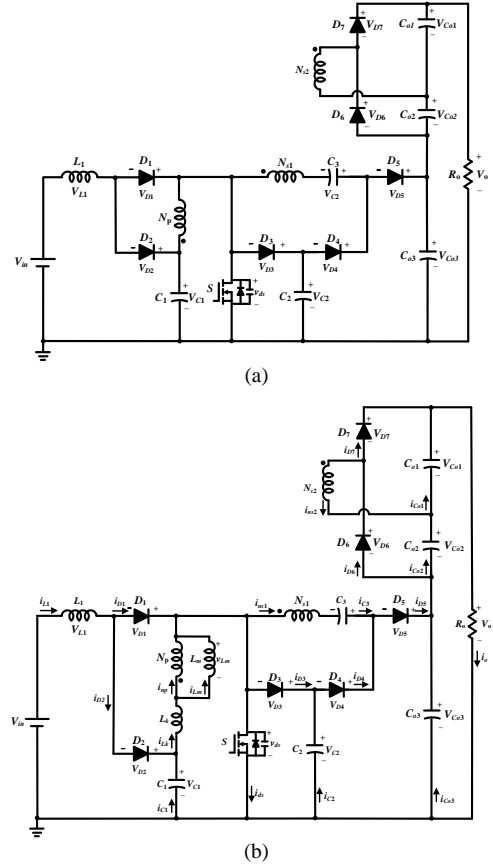 D7 VD7
Co1 VCo1
Ns2
D6 VD6
Co2 VCo2
L1
VL1
D1
VD1
Ns1
C3
VC2
D5
VD5
Ro Vo
Np
D2
VD2
D3
VD3
D4
VD4
Vin
C1 VC1
S
vds
C2 VC2
Co3 VCo3
(a)
D7 VD7
iD7
Co1 VCo1
iCo1
Ns2
ins2
D6 VD6
iD6
Co2 VCo2
iCo2
iL1 L1
VL1
iD1 D1
VD1
ins1 Ns1
C3 iC3
D5 iD5
VD5
Ro
io
Np
inp
Lm vLm
iLm
iD2
Lk
iLk
D2
VD2
D3 iD3
VD3
D4 iD4
VD4
Vin
C1 VC1
iC1
S
vds
ids
C2 VC2
iC2
Co3 VCo3
iCo3
(b)